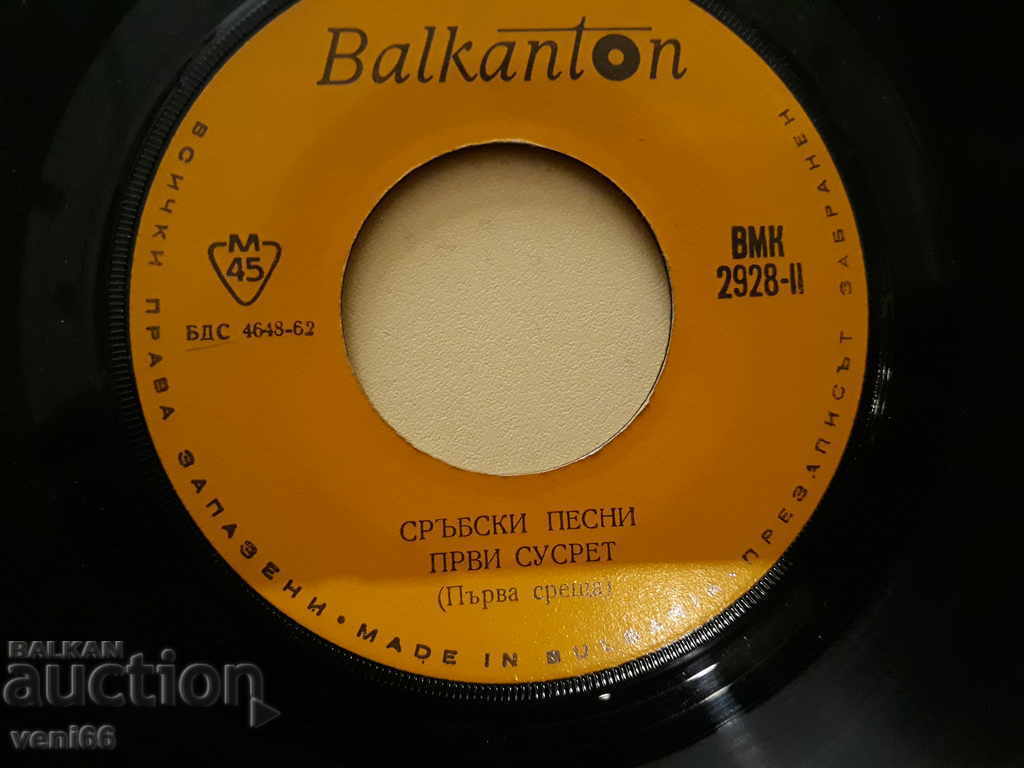 Balkanton
М
45
БДС 4648-62
ВМК
2928-II
СРЪБСКИ ПЕСНИ
ПРВИ СУСРЕТ
(Първа среща)
ВСИЧКИ ПРАВА ЗАПАЗЕНИ • MADE IN ПРЕЗАПИСЪТ ЗАБРАНЕН
BALKAN
auction
veni66